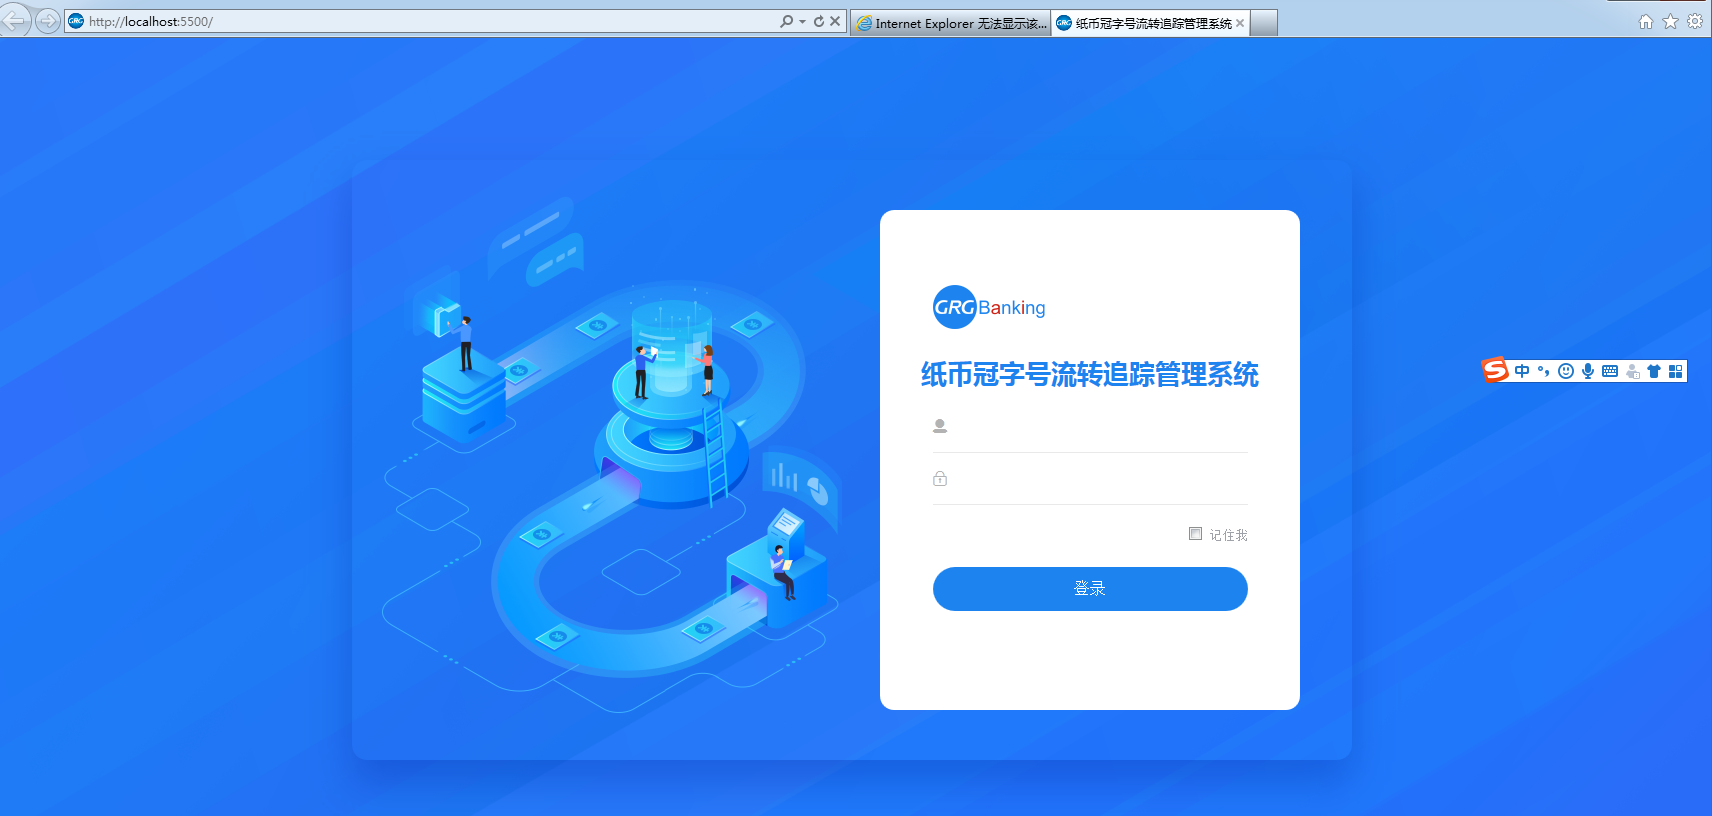 http://localhost:5500/
Internet Explorer 无法显示该...
纸币冠字号流转追踪管理系统
GRG Banking
纸币冠字号流转追踪管理系统
记住我
登录
S 中